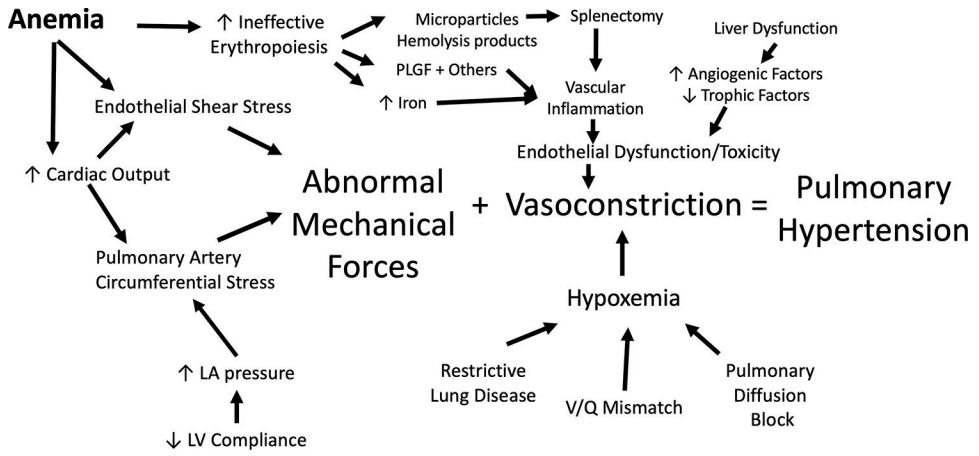 Anemia
↑ Ineffective
Erythropoiesis
Microparticles
Hemolysis products
Splenectomy
Liver Dysfunction
PLGF + Others
↑ Iron
Vascular
Inflammation
↑ Angiogenic Factors
↓ Trophic Factors
Endothelial Shear Stress
Endothelial Dysfunction/Toxicity
↑ Cardiac Output
Abnormal
Mechanical
Forces
+ Vasoconstriction =
Pulmonary
Hypertension
Pulmonary Artery
Circumferential Stress
Hypoxemia
↑ LA pressure
Restrictive
Lung Disease
V/Q Mismatch
Pulmonary
Diffusion
Block
↓ LV Compliance